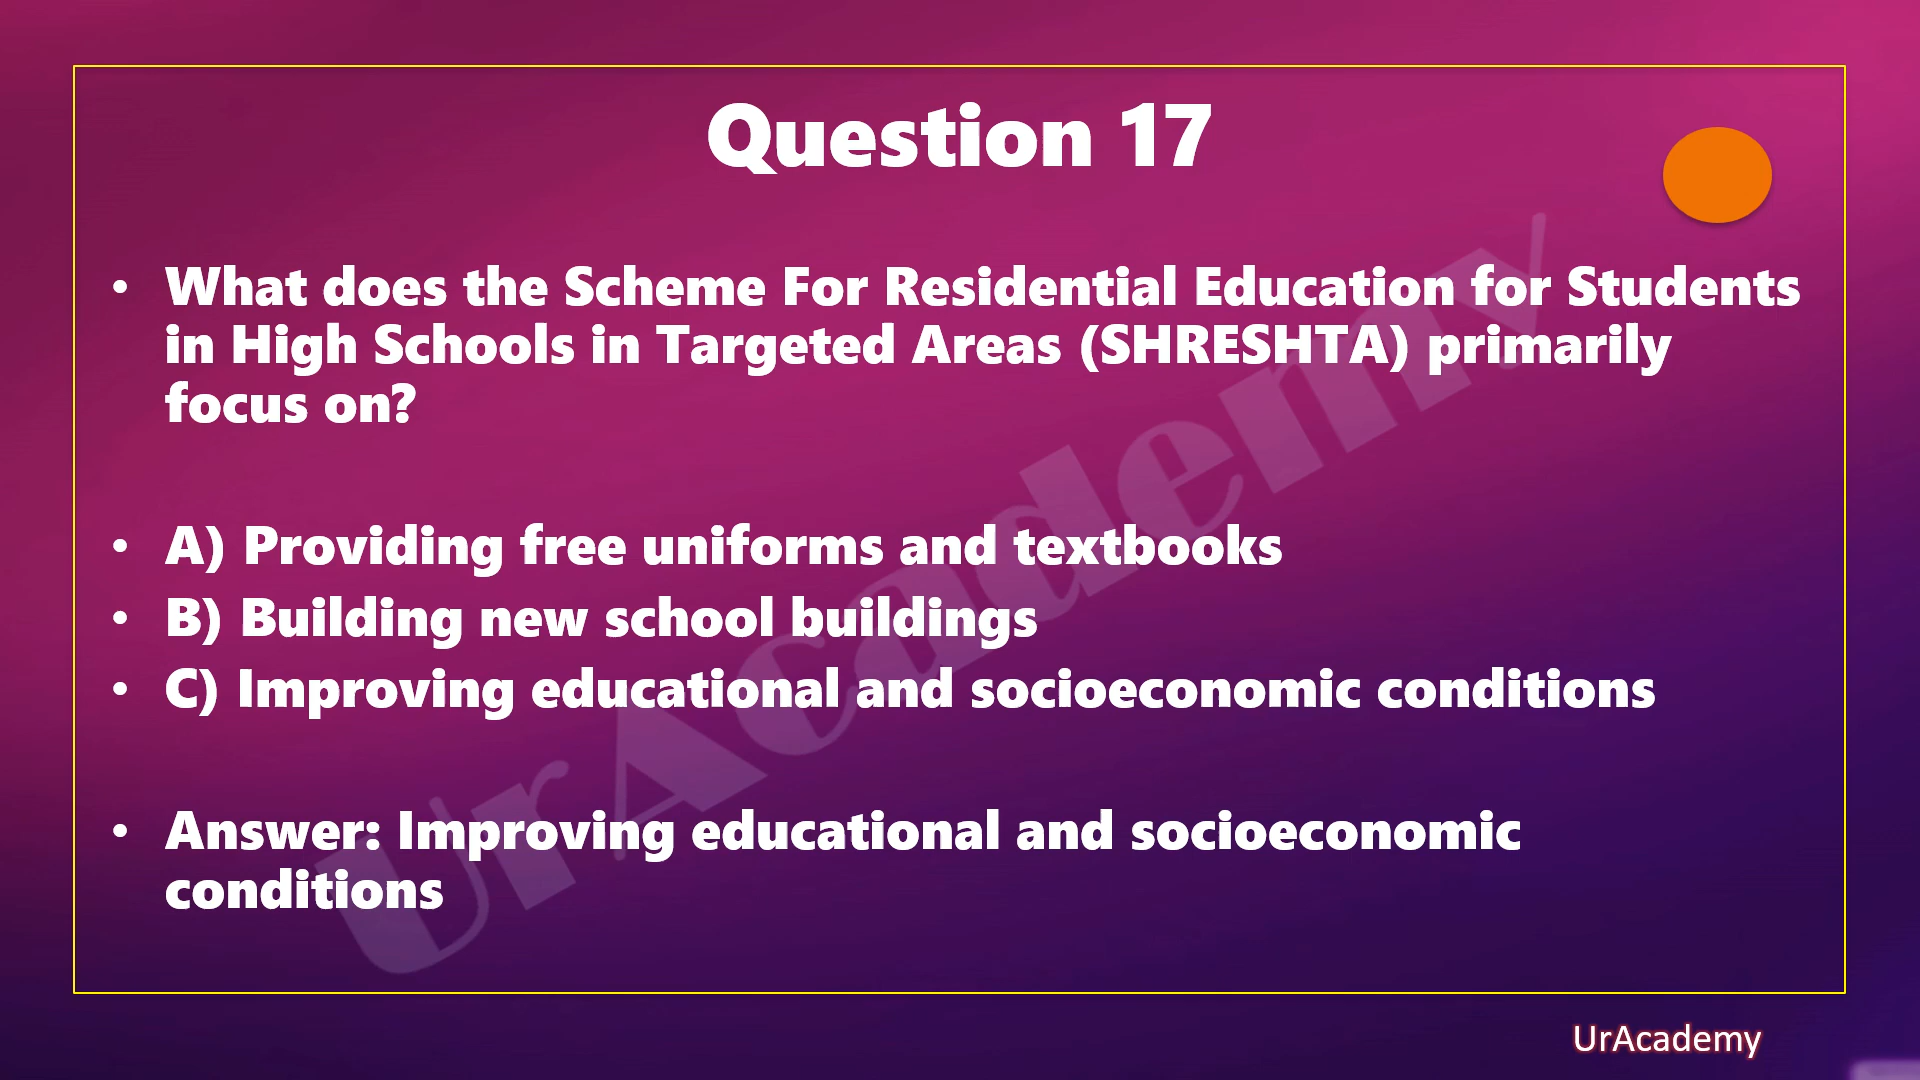 Question 17
• What does the Scheme For Residential Education for Students
in High Schools in Targeted Areas (SHRESHTA) primarily
focus on?
• A) Providing free uniforms and textbooks
• B) Building new school buildings
• C) Improving educational and socioeconomic conditions
• Answer: Improving educational and socioeconomic
conditions
UrAcademy
UrAcademy